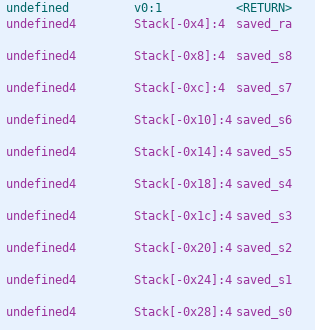 undefined v0:1 <RETURN>
undefined4 Stack[-0x4]:4 saved_ra
undefined4 Stack[-0x8]:4 saved_s8
undefined4 Stack[-0xc]:4 saved_s7
undefined4 Stack[-0x10]:4 saved_s6
undefined4 Stack[-0x14]:4 saved_s5
undefined4 Stack[-0x18]:4 saved_s4
undefined4 Stack[-0x1c]:4 saved_s3
undefined4 Stack[-0x20]:4 saved_s2
undefined4 Stack[-0x24]:4 saved_s1
undefined4 Stack[-0x28]:4 saved_s0